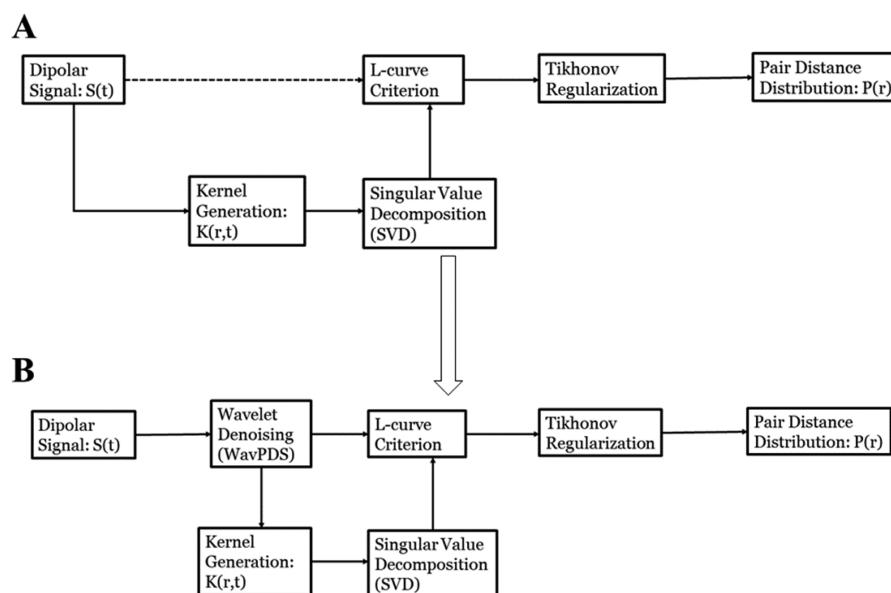 A
Dipolar
Signal: S(t)
L-curve
Criterion
Tikhonov
Regularization
Pair Distance
Distribution: P(r)
Kernel
Generation:
K(r,t)
Singular Value
Decomposition
(SVD)
B
Dipolar
Signal: S(t)
Wavelet
Denoising
(WavPDS)
L-curve
Criterion
Tikhonov
Regularization
Pair Distance
Distribution: P(r)
Kernel
Generation:
K(r,t)
Singular Value
Decomposition
(SVD)